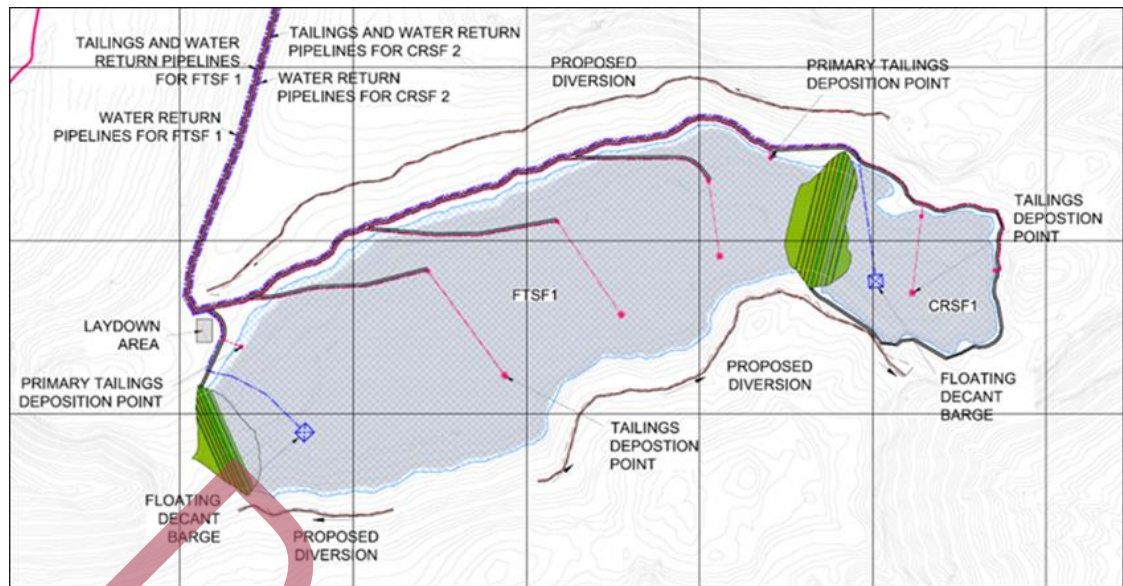 TAILINGS AND WATER
RETURN PIPELINES
FOR FTSF 1
TAILINGS AND WATER RETURN
PIPELINES FOR CRSF 2
WATER RETURN
PIPELINES FOR CRSF 2
WATER RETURN
PIPELINES FOR FTSF 1
PROPOSED
DIVERSION
PRIMARY TAILINGS
DEPOSITION POINT
TAILINGS
DEPOSTION
POINT
FTSF1
CRSF1
LAYDOWN
AREA
PRIMARY TAILINGS
DEPOSITION POINT
PROPOSED
DIVERSION
FLOATING
DECANT
BARGE
TAILINGS
DEPOSTION
POINT
FLOATING
DECANT
BARGE
PROPOSED
DIVERSION